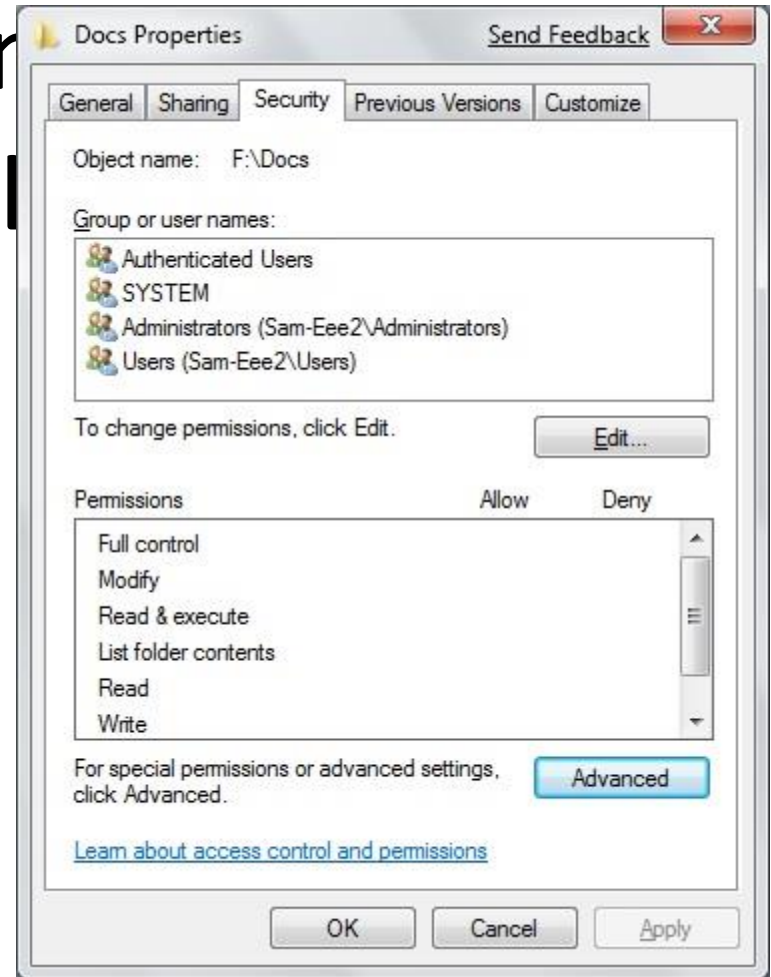 Docs Properties Send Feedback
General Sharing Security Previous Versions Customize
Object name: F:\Docs
Group or user names:
Authenticated Users
SYSTEM
Administrators (Sam-Eee2\Administrators)
Users (Sam-Eee2\Users)
To change permissions, click Edit.
Edit...
Permissions Allow Deny
Full control
Modify
Read & execute
List folder contents
Read
Write
For special permissions or advanced settings,
click Advanced.
Advanced
Learn about access control and permissions
OK Cancel Apply